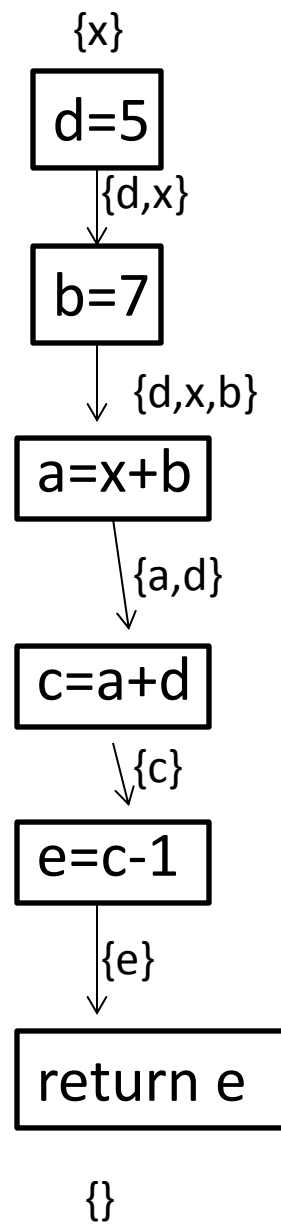 {x}
d=5
{d,x}
b=7
{d,x,b}
a=x+b
{a,d}
c=a+d
{c}
e=c-1
{e}
return e
{}